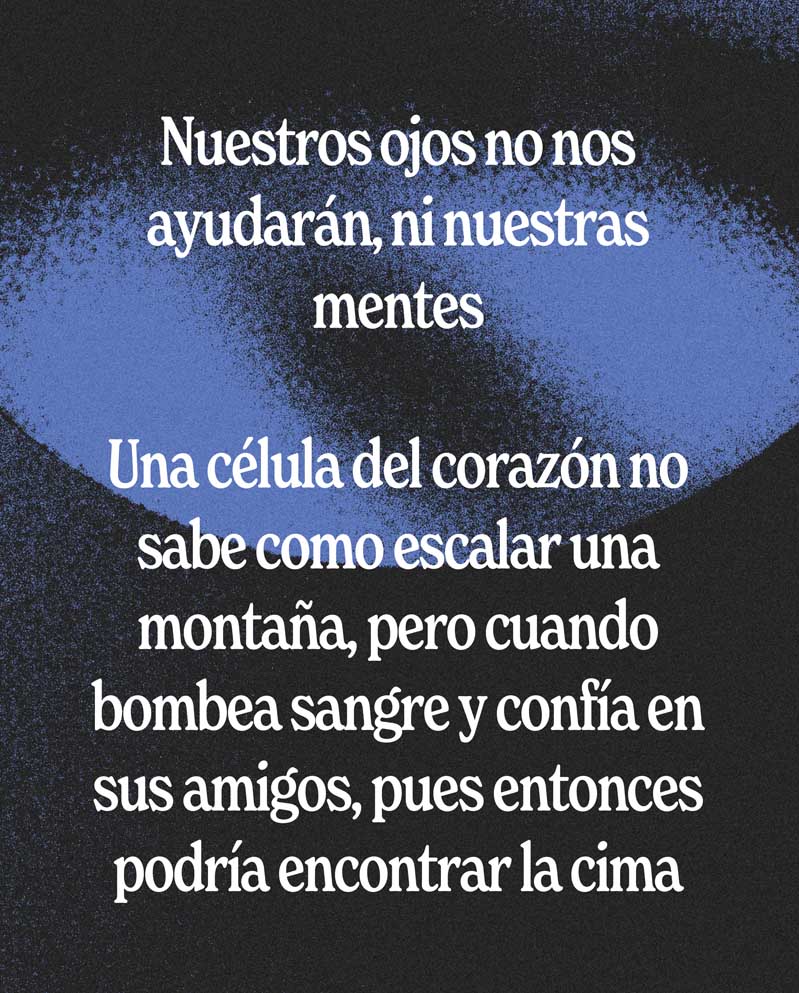 Nuestros ojos no nos
ayudarán, ni nuestras
mentes
Una célula del corazón no
sabe como escalar una
montaña, pero cuando
bombea sangre y confía en
sus amigos, pues entonces
podría encontrar la cima